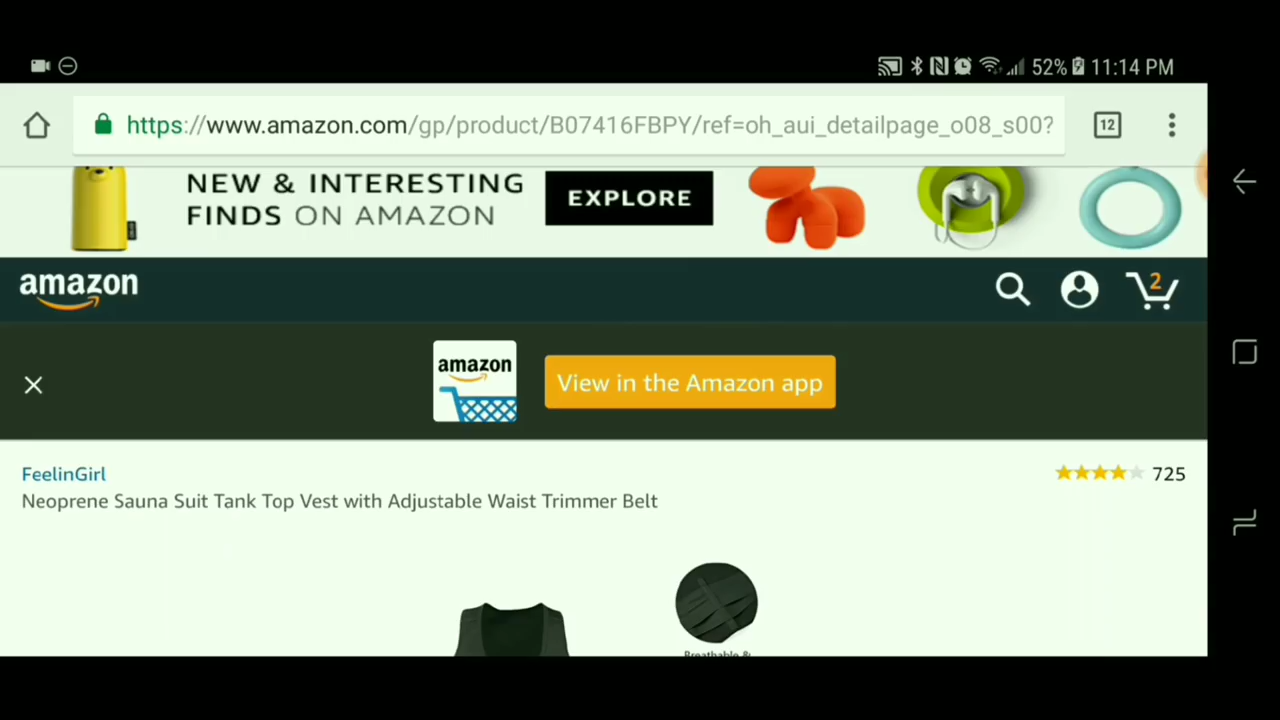 52% 11:14 PM
https://www.amazon.com/gp/product/B07416FBPY/ref=oh_aui_detailpage_o08_s00?
12
NEW & INTERESTING
FINDS ON AMAZON
EXPLORE
amazon
2
amazon
View in the Amazon app
FeelinGirl
725
Neoprene Sauna Suit Tank Top Vest with Adjustable Waist Trimmer Belt
Breathable &